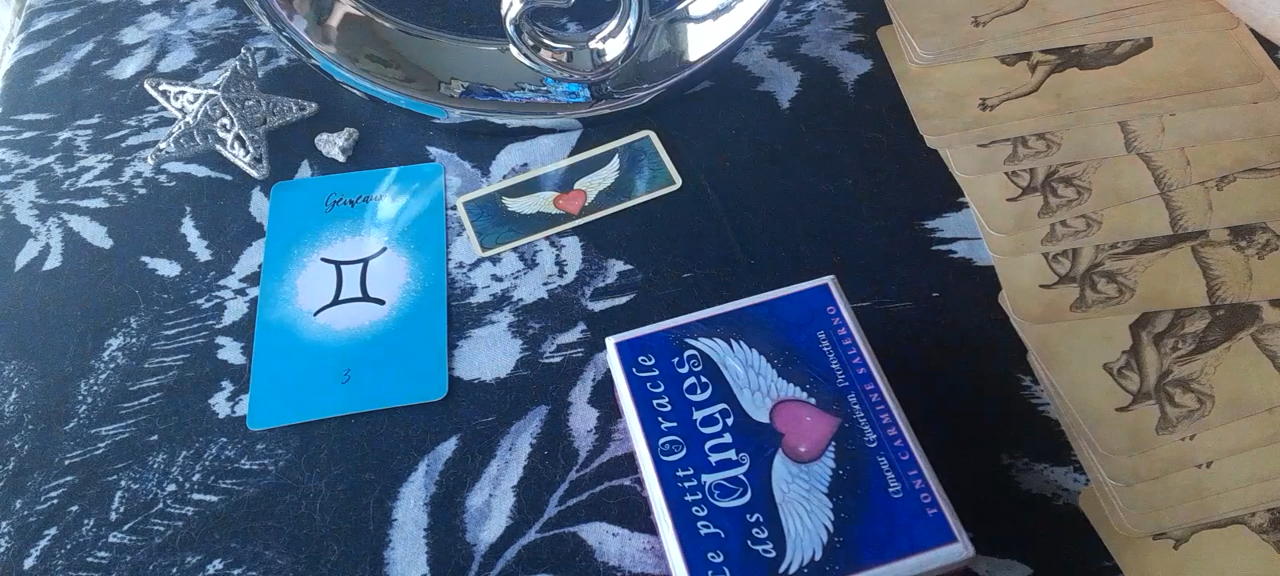 Gémeaux
3
Le petit Oracle
des Anges
Amour, Guérison, Protection
TONI CARMINE SALERNO